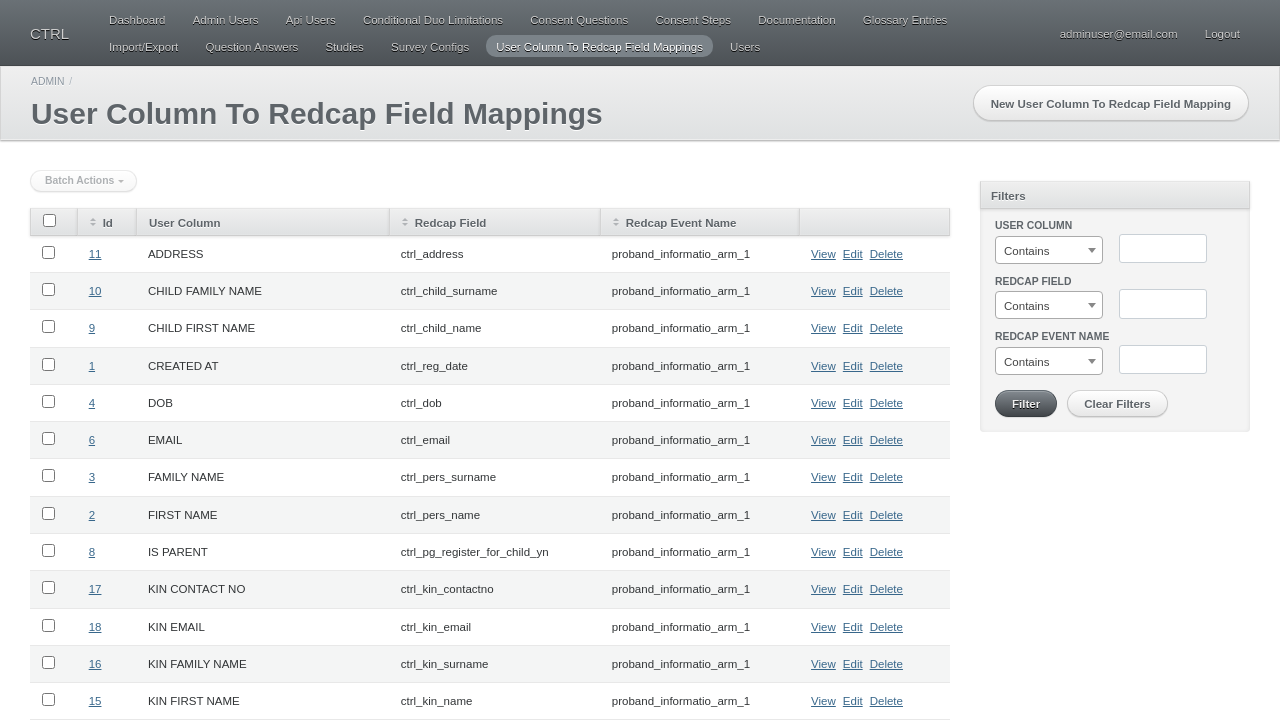 CTRL
Dashboard Admin Users Api Users Conditional Duo Limitations Consent Questions Consent Steps Documentation Glossary Entries
Import/Export Question Answers Studies Survey Configs User Column To Redcap Field Mappings Users
adminuser@email.com Logout
ADMIN /
User Column To Redcap Field Mappings
New User Column To Redcap Field Mapping
Batch Actions
Id User Column Redcap Field Redcap Event Name
11 ADDRESS ctrl_address proband_informatio_arm_1 View Edit Delete
10 CHILD FAMILY NAME ctrl_child_surname proband_informatio_arm_1 View Edit Delete
9 CHILD FIRST NAME ctrl_child_name proband_informatio_arm_1 View Edit Delete
1 CREATED AT ctrl_reg_date proband_informatio_arm_1 View Edit Delete
4 DOB ctrl_dob proband_informatio_arm_1 View Edit Delete
6 EMAIL ctrl_email proband_informatio_arm_1 View Edit Delete
3 FAMILY NAME ctrl_pers_surname proband_informatio_arm_1 View Edit Delete
2 FIRST NAME ctrl_pers_name proband_informatio_arm_1 View Edit Delete
8 IS PARENT ctrl_pg_register_for_child_yn proband_informatio_arm_1 View Edit Delete
17 KIN CONTACT NO ctrl_kin_contactno proband_informatio_arm_1 View Edit Delete
18 KIN EMAIL ctrl_kin_email proband_informatio_arm_1 View Edit Delete
16 KIN FAMILY NAME ctrl_kin_surname proband_informatio_arm_1 View Edit Delete
15 KIN FIRST NAME ctrl_kin_name proband_informatio_arm_1 View Edit Delete
Filters
USER COLUMN
Contains
REDCAP FIELD
Contains
REDCAP EVENT NAME
Contains
Filter Clear Filters